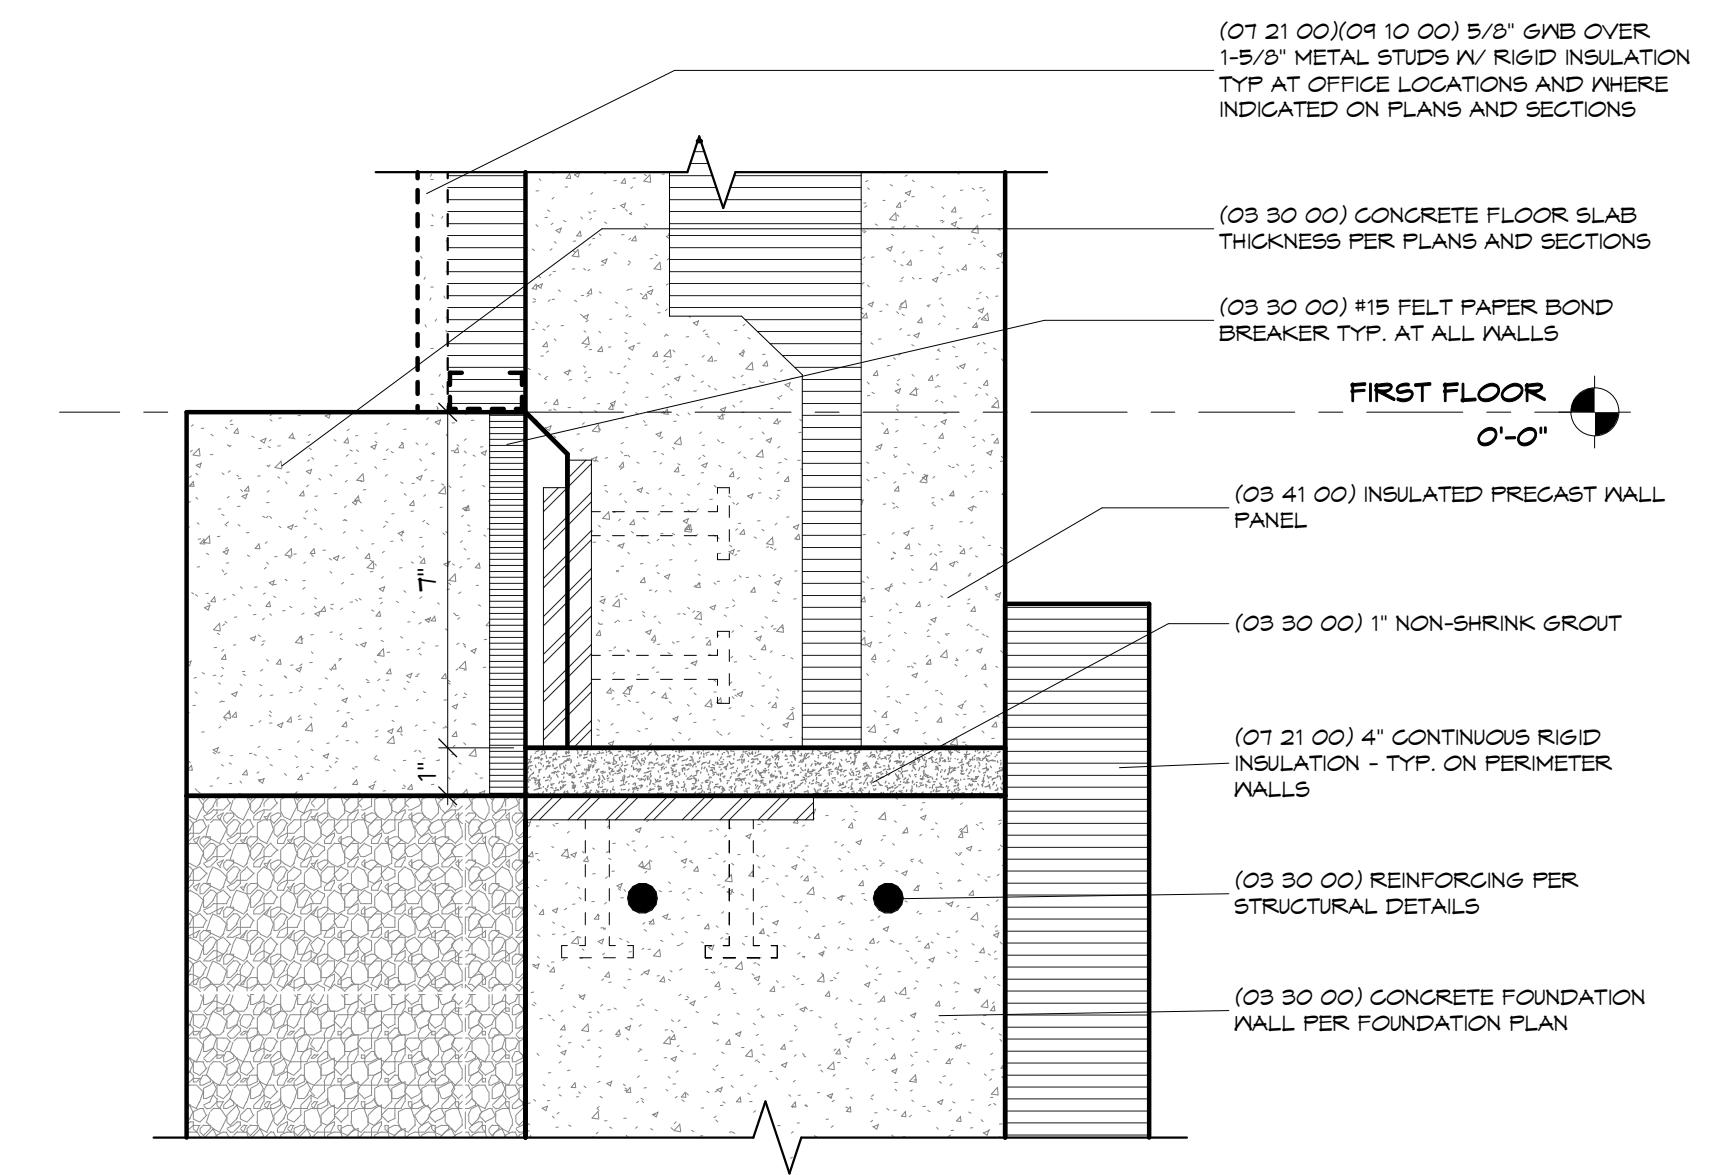 (07 21 00)(09 10 00) 5/8" GWB OVER
1-5/8" METAL STUDS W/ RIGID INSULATION
TYP AT OFFICE LOCATIONS AND WHERE
INDICATED ON PLANS AND SECTIONS
(03 30 00) CONCRETE FLOOR SLAB
THICKNESS PER PLANS AND SECTIONS
(03 30 00) #15 FELT PAPER BOND
BREAKER TYP. AT ALL WALLS
FIRST FLOOR
0'-0"
(03 41 00) INSULATED PRECAST WALL
PANEL
7"
(03 30 00) 1" NON-SHRINK GROUT
(07 21 00) 4" CONTINUOUS RIGID
INSULATION - TYP. ON PERIMETER
WALLS
1"
(03 30 00) REINFORCING PER
STRUCTURAL DETAILS
(03 30 00) CONCRETE FOUNDATION
WALL PER FOUNDATION PLAN